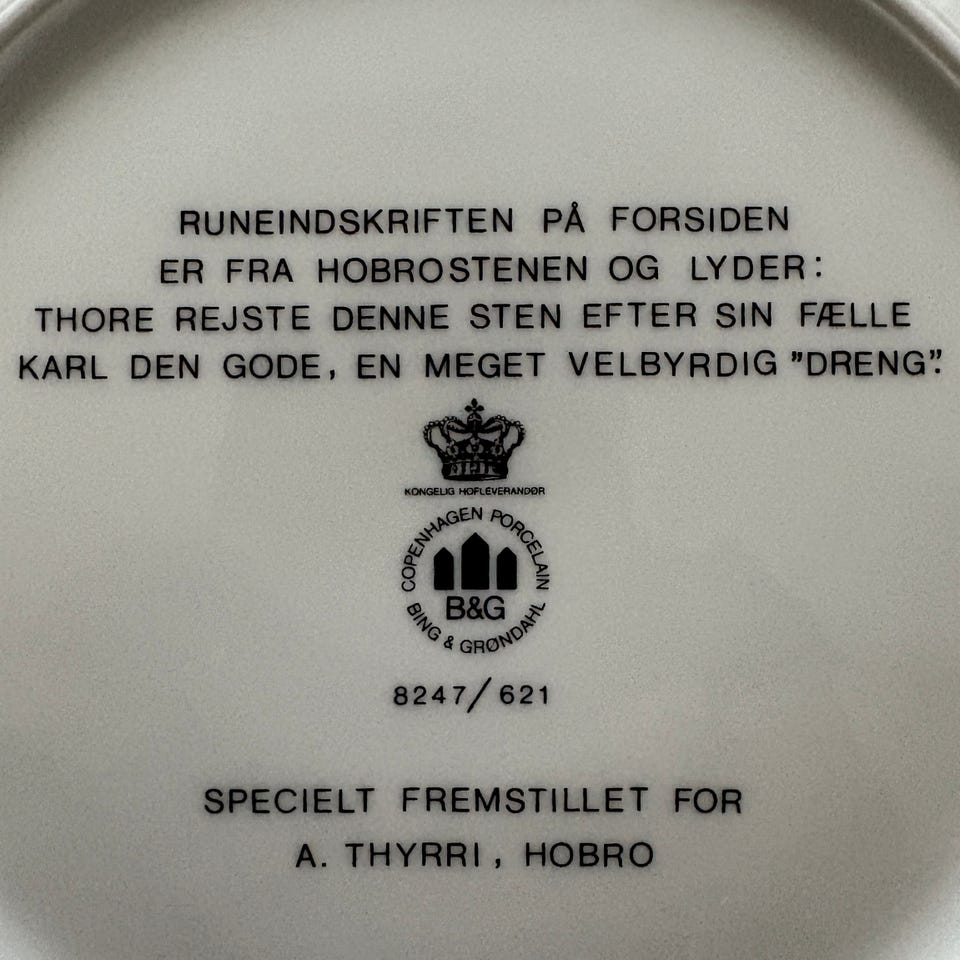 RUNEINDSKRIFTEN PÅ FORSIDEN
ER FRA HOBROSTENEN OG LYDER:
THORE REJSTE DENNE STEN EFTER SIN FÆLLE
KARL DEN GODE, EN MEGET VELBYRDIG "DRENG".
KONGELIG HOFLEVERANDØR
COPENHAGEN PORCELAIN
B&G
BING & GRØNDAHL
8247/621
SPECIELT FREMSTILLET FOR
A. THYRRI, HOBRO